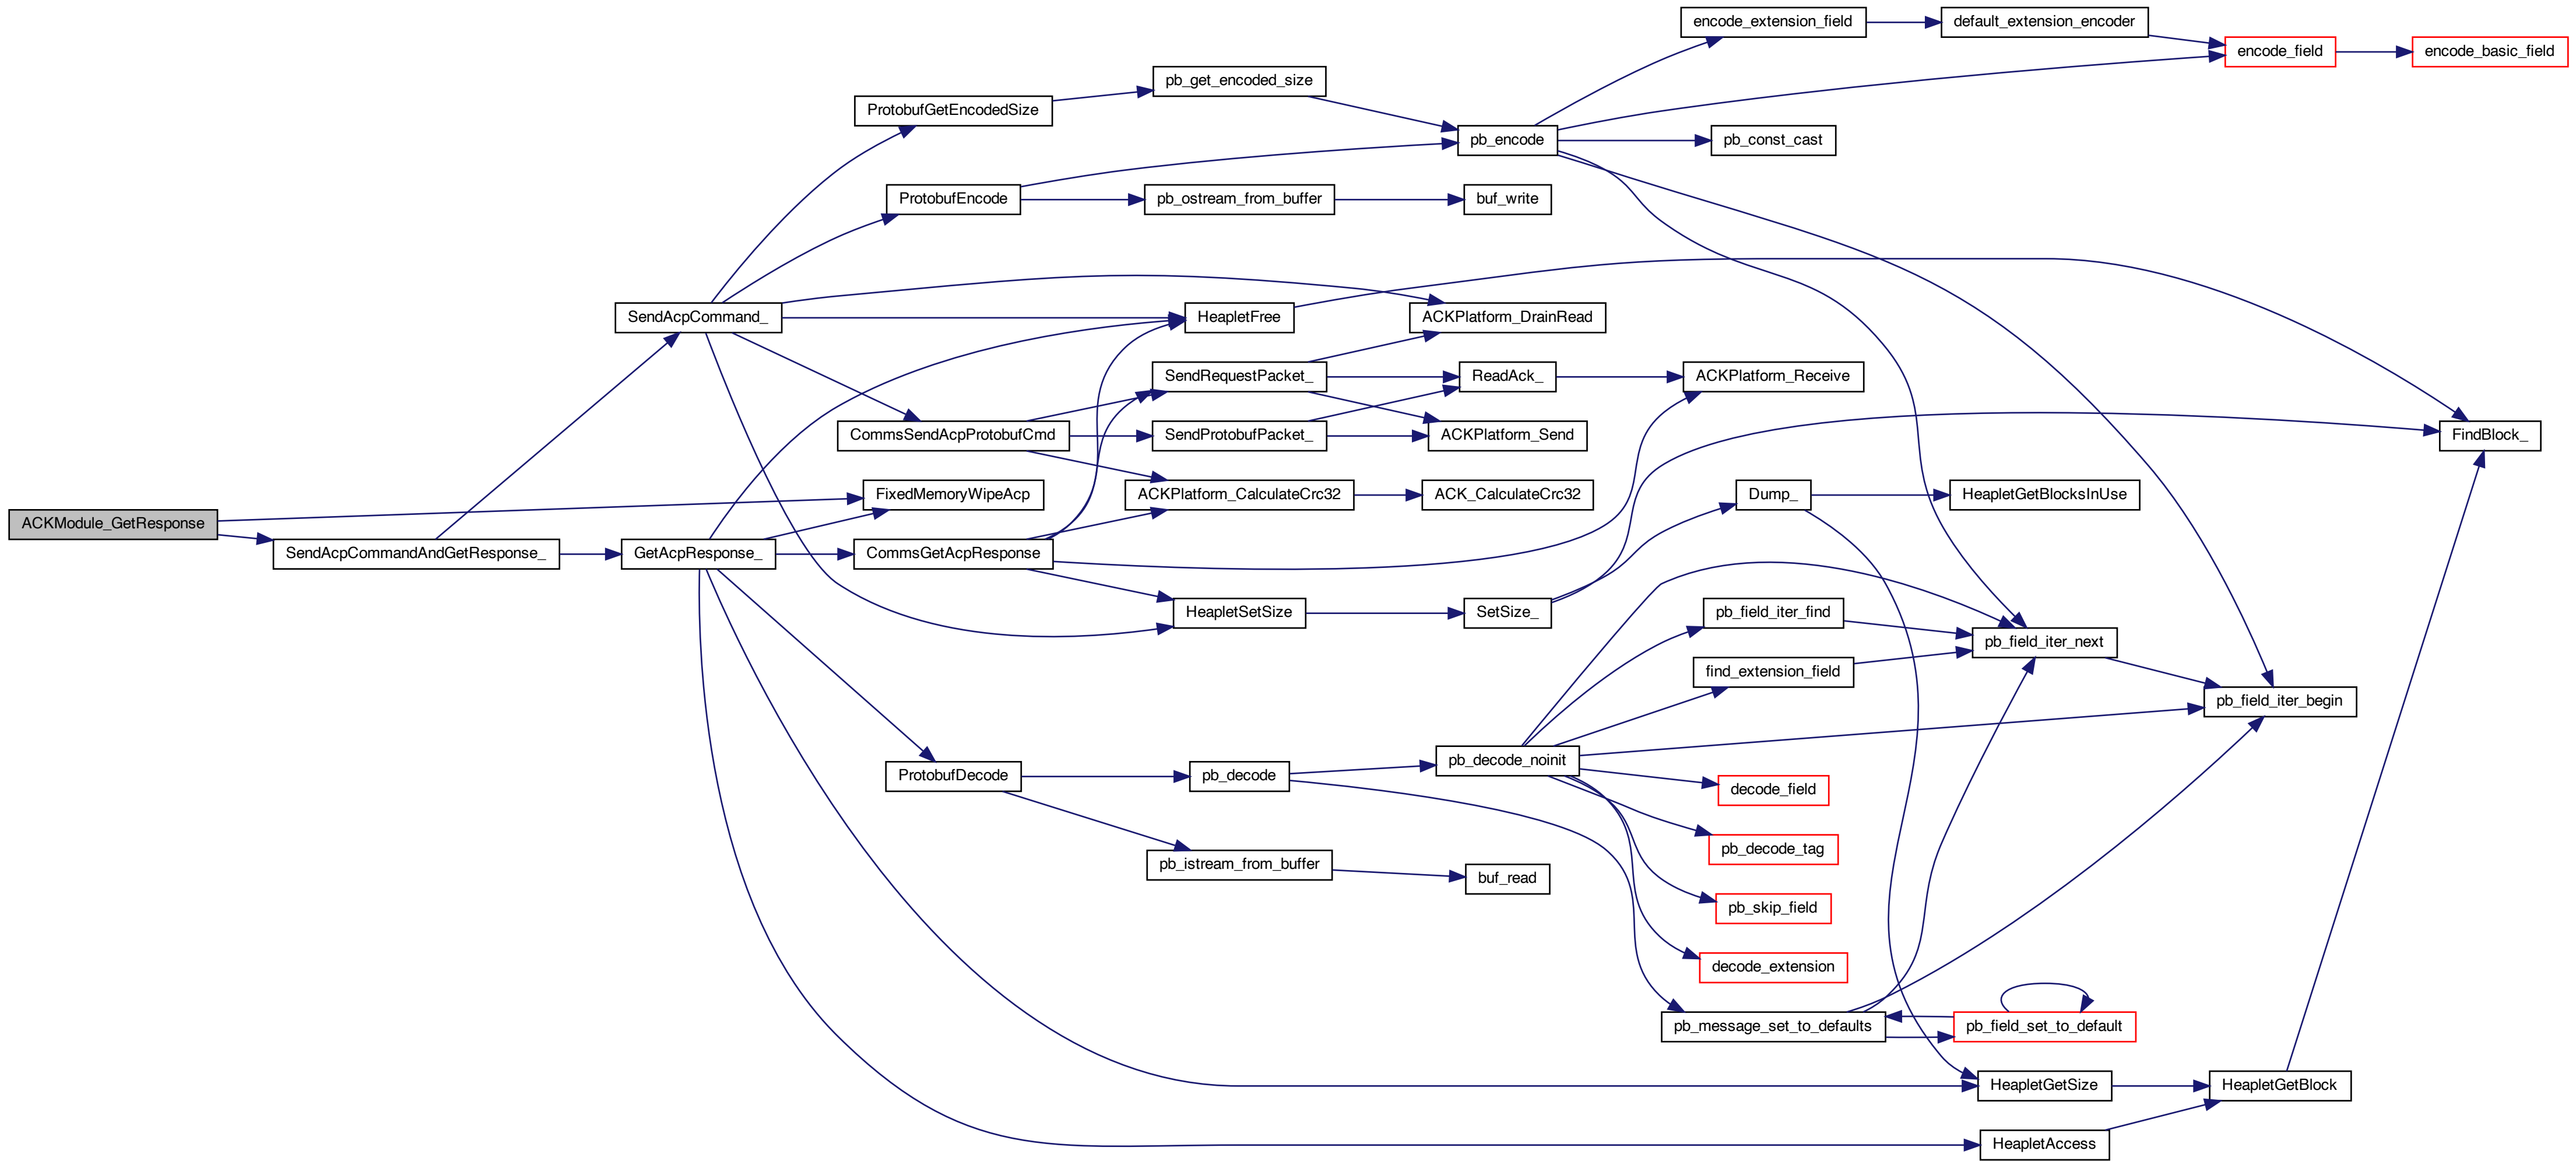 encode_extension_field
default_extension_encoder
encode_field
encode_basic_field
pb_get_encoded_size
ProtobufGetEncodedSize
pb_encode
pb_const_cast
ProtobufEncode
pb_ostream_from_buffer
buf_write
SendAcpCommand_
HeapletFree
ACKPlatform_DrainRead
SendRequestPacket_
ReadAck_
ACKPlatform_Receive
CommsSendAcpProtobufCmd
SendProtobufPacket_
ACKPlatform_Send
FindBlock_
FixedMemoryWipeAcp
ACKPlatform_CalculateCrc32
ACK_CalculateCrc32
Dump_
HeapletGetBlocksInUse
ACKModule_GetResponse
SendAcpCommandAndGetResponse_
GetAcpResponse_
CommsGetAcpResponse
HeapletSetSize
SetSize_
pb_field_iter_find
pb_field_iter_next
find_extension_field
pb_field_iter_begin
pb_decode_noinit
ProtobufDecode
pb_decode
decode_field
pb_decode_tag
pb_istream_from_buffer
buf_read
pb_skip_field
decode_extension
pb_message_set_to_defaults
pb_field_set_to_default
HeapletGetSize
HeapletGetBlock
HeapletAccess